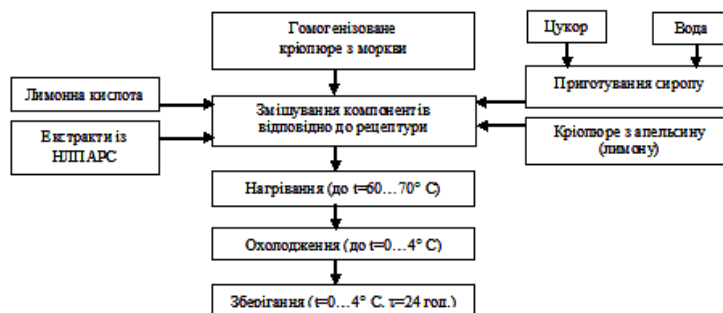 Гомогенізоване
кріопюре з моркви
Цукор
Вода
Лимонна кислота
Приготування сиропу
Змішування компонентів
відповідно до рецептури
Екстракти із
НЛПАРС
Кріопюре з апельсину
(лимону)
Нагрівання (до t=60…70° С)
Охолодження (до t=0…4° С)
Зберігання (t=0…4° С, τ=24 год.)